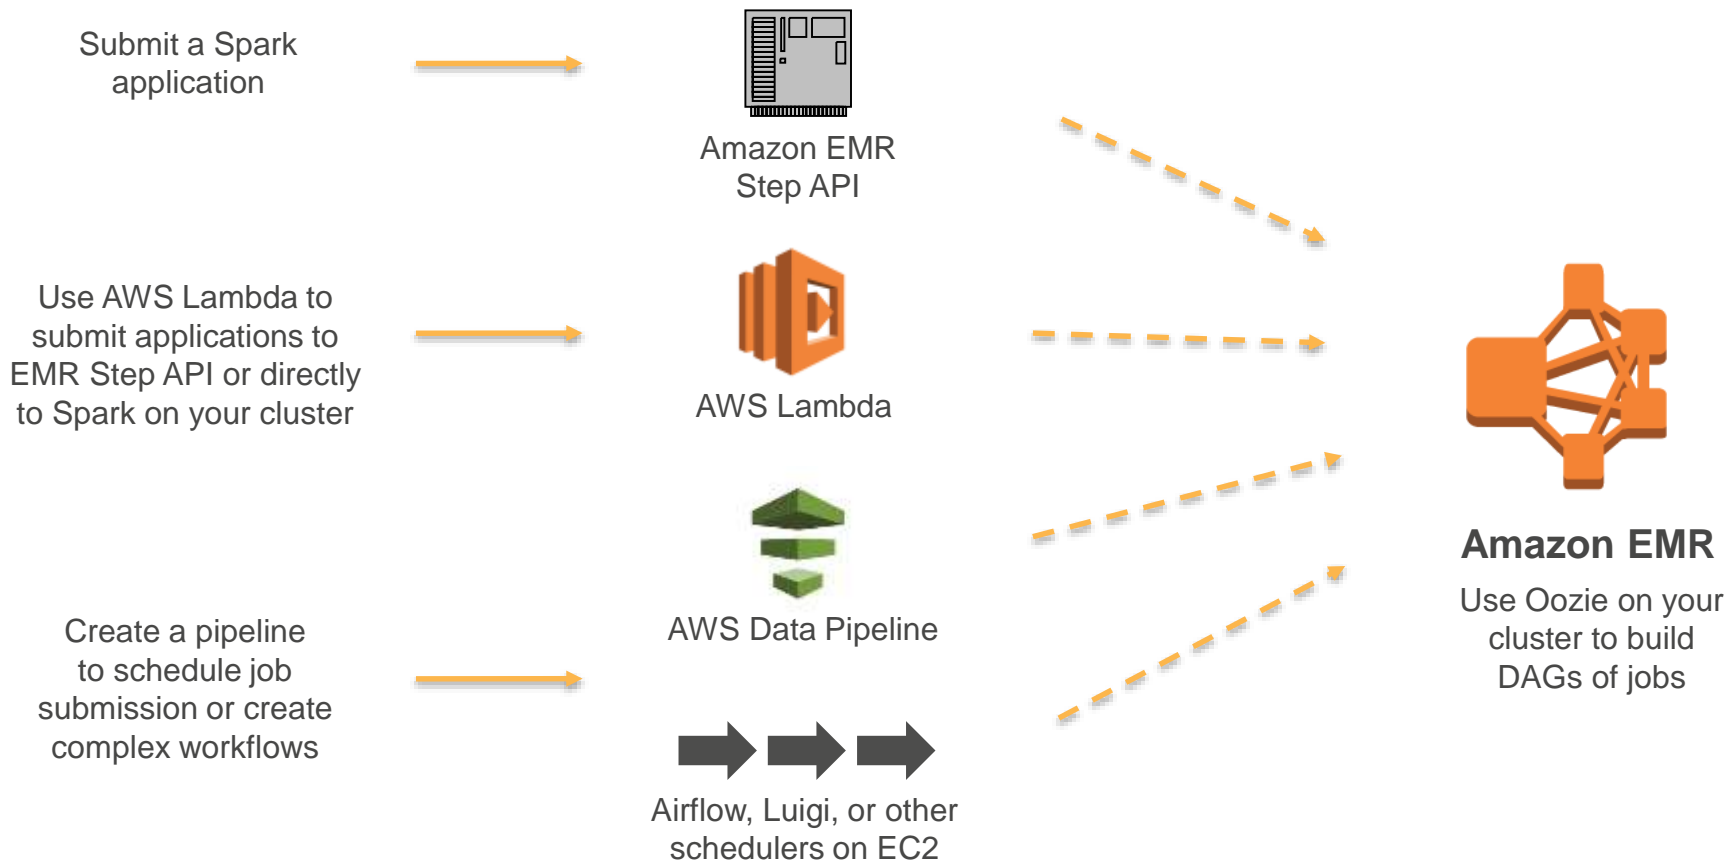 Submit a Spark
application
Amazon EMR
Step API
Use AWS Lambda to
submit applications to
EMR Step API or directly
to Spark on your cluster
AWS Lambda
AWS Data Pipeline
Create a pipeline
to schedule job
submission or create
complex workflows
Airflow, Luigi, or other
schedulers on EC2
Amazon EMR
Use Oozie on your
cluster to build
DAGs of jobs